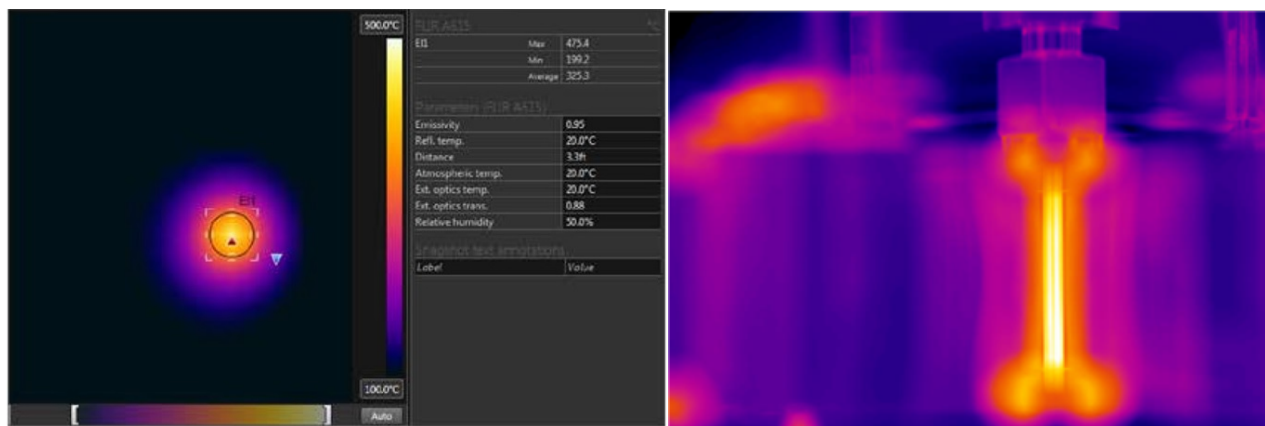 500.0°C
100.0°C
Auto
FLIR A615 °C
El1 Max 475.4
Min 199.2
Average 325.3
Parameters (FLIR A615)
Emissivity 0.95
Refl. temp. 20.0°C
Distance 3.3ft
Atmospheric temp. 20.0°C
Ext. optics temp. 20.0°C
Ext. optics trans. 0.88
Relative humidity 50.0%
Snapshot text annotations
Label Value
El1